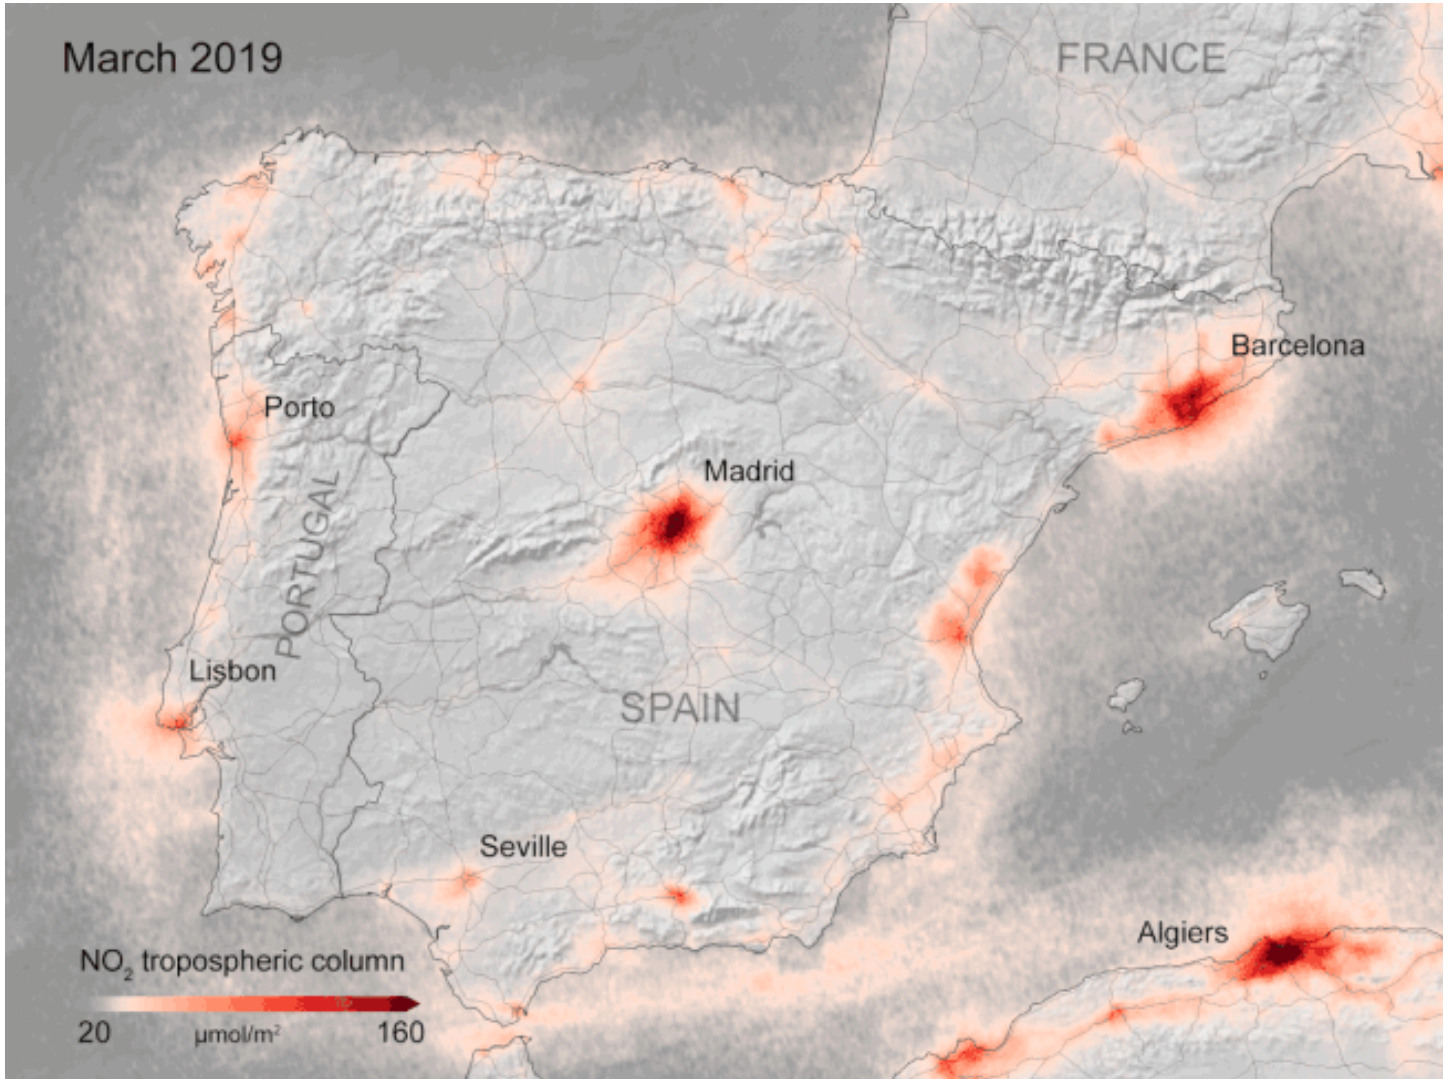 March 2019
FRANCE
Barcelona
Porto
Madrid
PORTUGAL
Lisbon
SPAIN
Seville
Algiers
NO₂ tropospheric column
20 µmol/m² 160